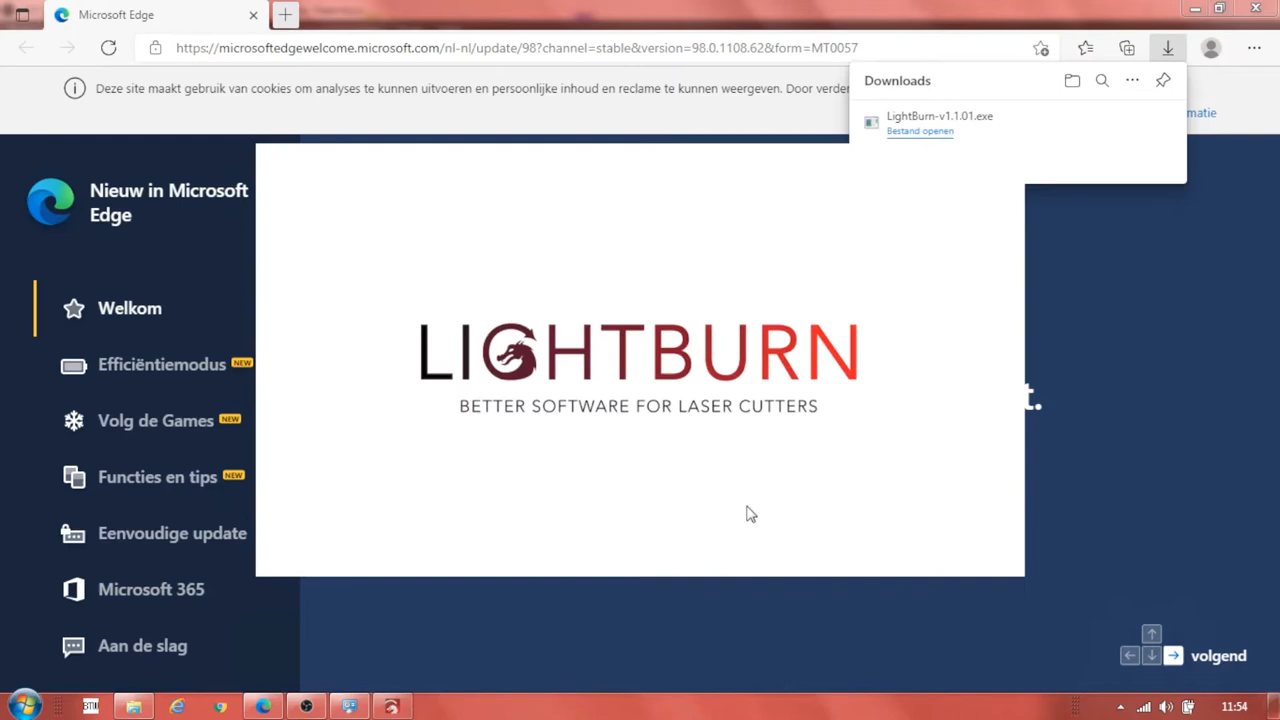 Microsoft Edge
https://microsoftedgewelcome.microsoft.com/nl-nl/update/98?channel=stable&version=98.0.1108.62&form=MT0057
Deze site maakt gebruik van cookies om analyses te kunnen uitvoeren en persoonlijke inhoud en reclame te kunnen weergeven. Door verder
matie
Downloads
LightBurn-v1.1.01.exe
Bestand openen
Nieuw in Microsoft
Edge
Welkom
Efficiëntiemodus NEW
Volg de Games NEW
Functies en tips NEW
Eenvoudige update
Microsoft 365
Aan de slag
LIGHTBURN
BETTER SOFTWARE FOR LASER CUTTERS
t.
volgend
11:54